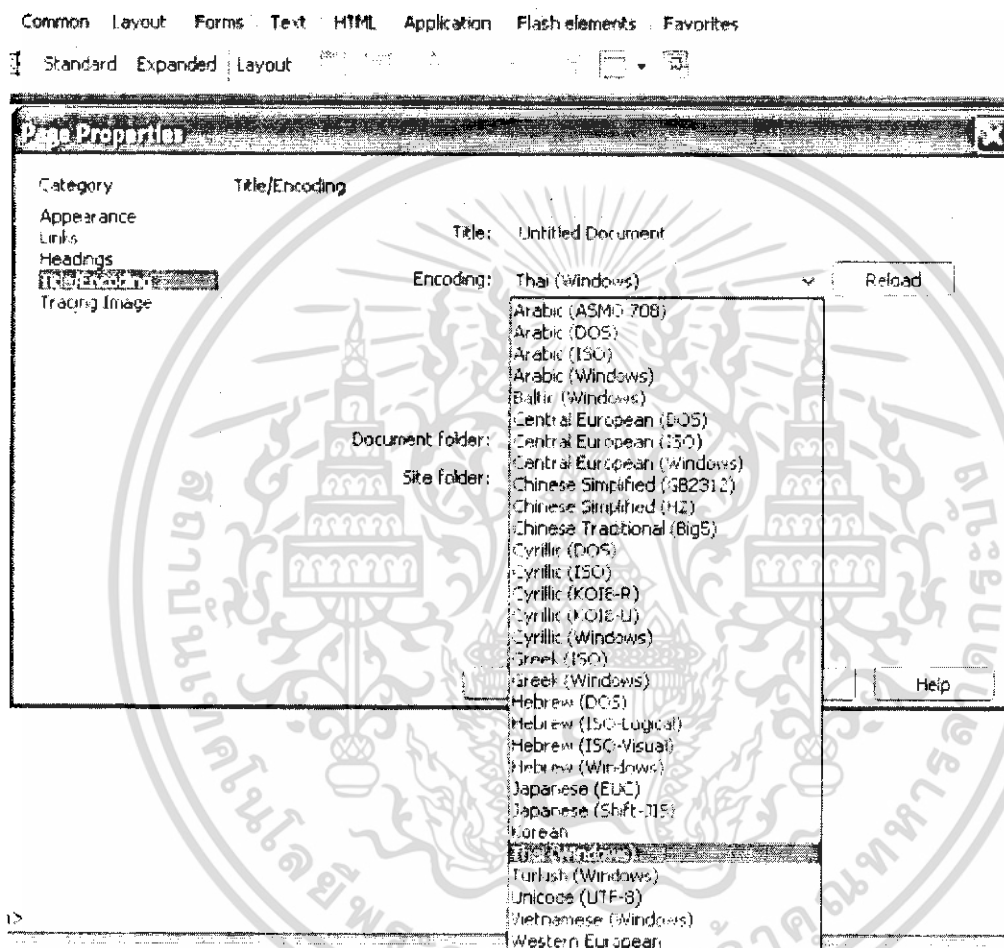 Common Layout Forms Text HTML Application Flash elements Favorites
Standard Expanded Layout
Page Properties
Category Title/Encoding
Appearance
Links
Headings
Title/Encoding
Tracing Image
Title: Untitled Document
Encoding: Thai (Windows) Reload
Arabic (ASMO 708)
Arabic (DOS)
Arabic (ISO)
Arabic (Windows)
Baltic (Windows)
Central European (DOS)
Document folder: Central European (ISO)
Central European (Windows)
Site folder: Chinese Simplified (GB2312)
Chinese Simplified (HZ)
Chinese Traditional (Big5)
Cyrillic (DOS)
Cyrillic (ISO)
Cyrillic (KOI8-R)
Cyrillic (KOI8-U)
Cyrillic (Windows)
Greek (ISO)
Greek (Windows) Help
Hebrew (DOS)
Hebrew (ISO-Logical)
Hebrew (ISO-Visual)
Hebrew (Windows)
Japanese (EUC)
Japanese (Shift-JIS)
Korean
Turkish (Windows)
Unicode (UTF-8)
Vietnamese (Windows)
Western European